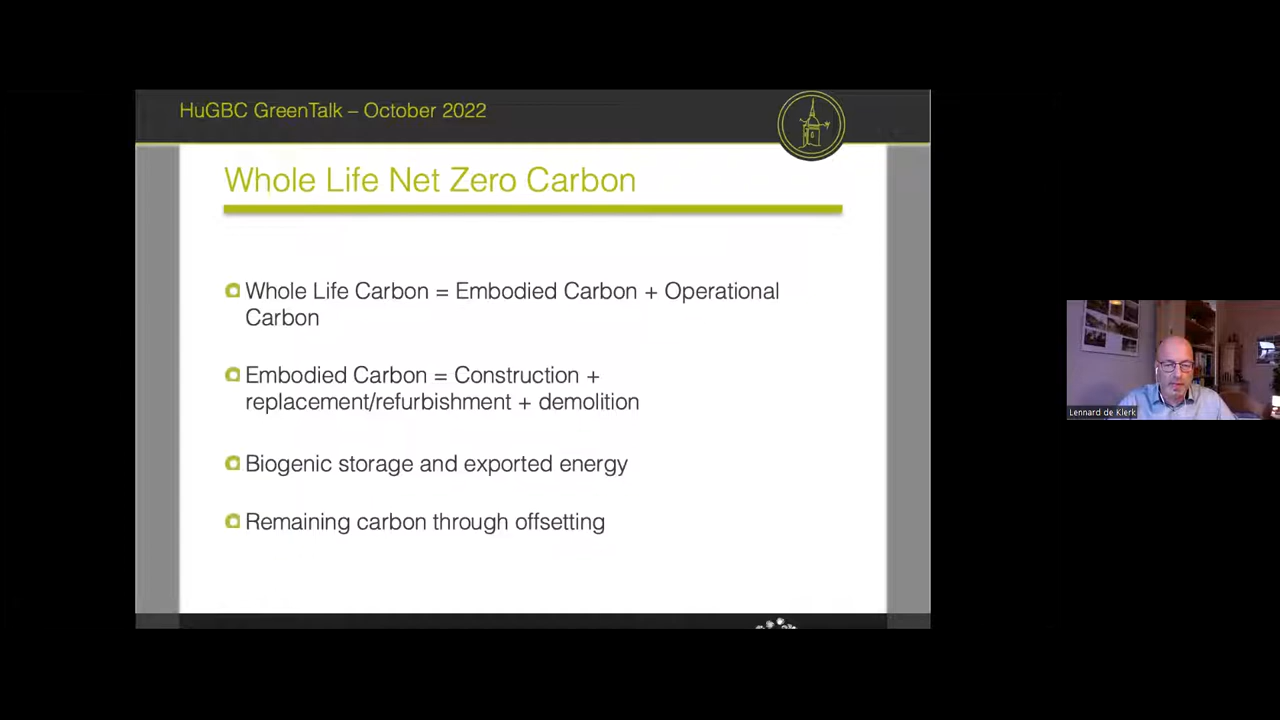 HuGBC GreenTalk – October 2022
Whole Life Net Zero Carbon
Whole Life Carbon = Embodied Carbon + Operational
Carbon
Embodied Carbon = Construction +
replacement/refurbishment + demolition
Biogenic storage and exported energy
Remaining carbon through offsetting
Lennard de Klerk